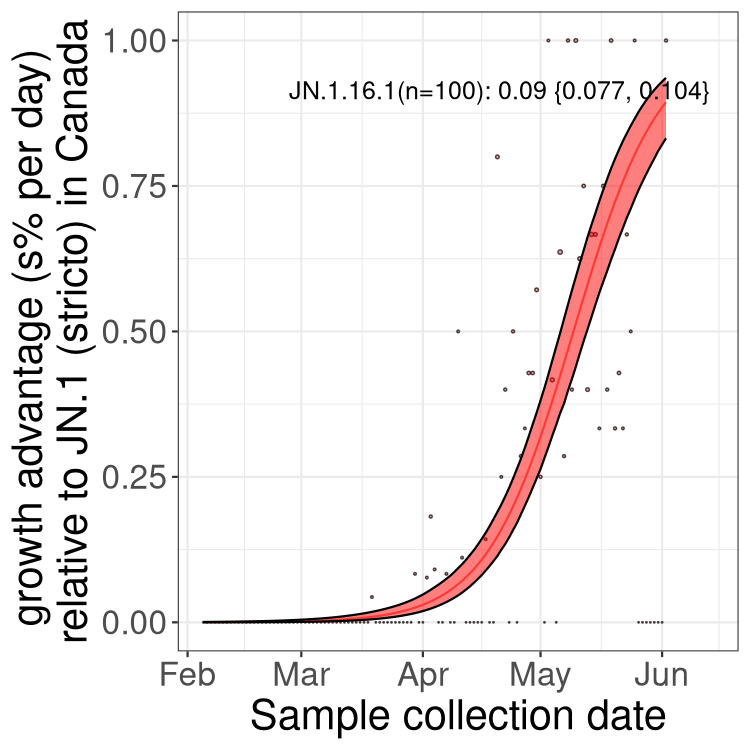 growth advantage (s% per day)
relative to JN.1 (stricto) in Canada
1.00
0.75
0.50
0.25
0.00
JN.1.16.1(n=100): 0.09 {0.077, 0.104}
Feb Mar Apr May Jun
Sample collection date